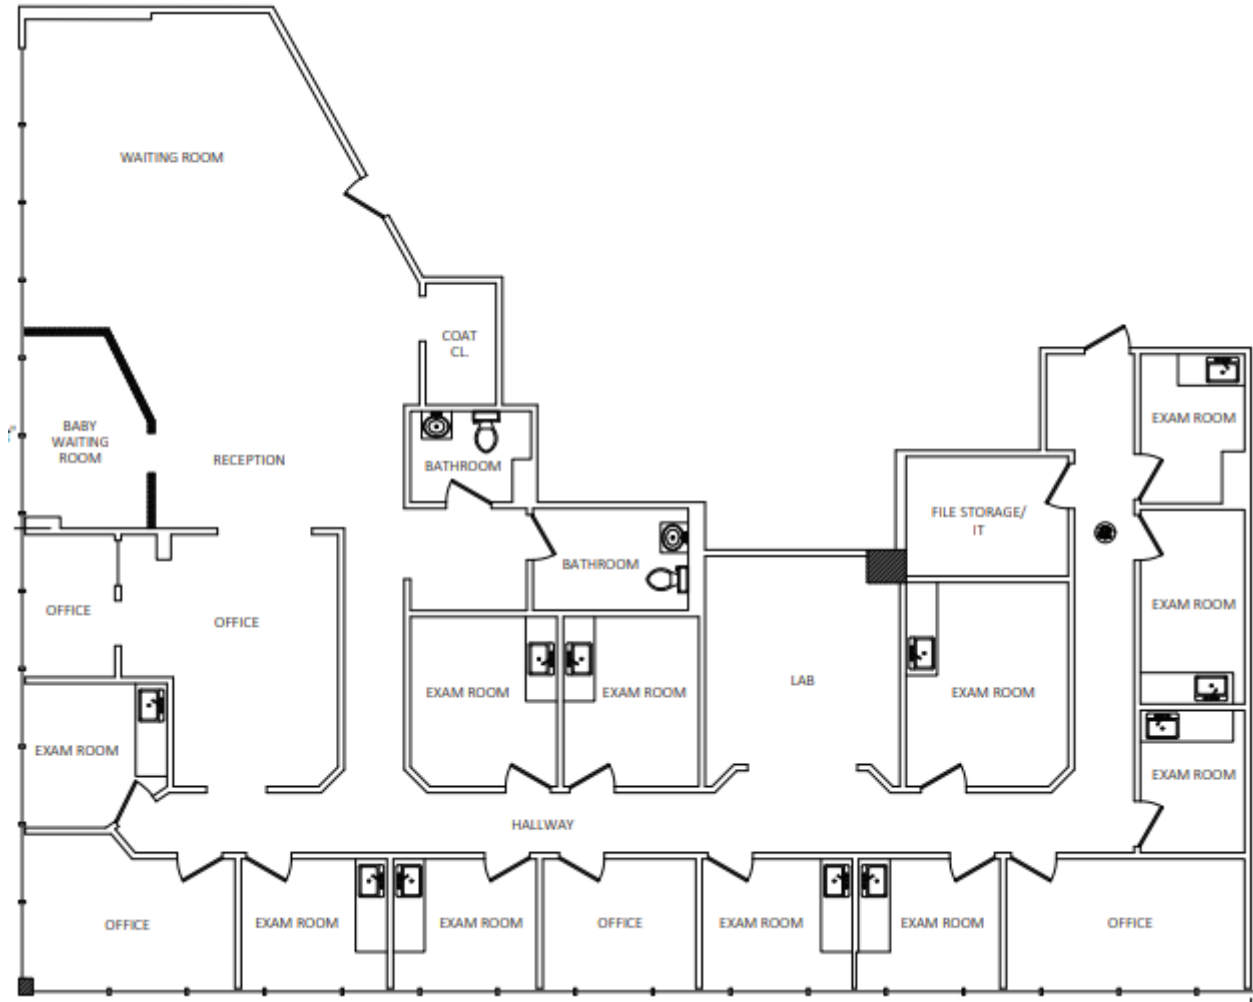 WAITING ROOM
COAT
CL.
BABY
WAITING
ROOM
RECEPTION
BATHROOM
EXAM ROOM
FILE STORAGE/
IT
BATHROOM
OFFICE
OFFICE
EXAM ROOM
EXAM ROOM
EXAM ROOM
LAB
EXAM ROOM
EXAM ROOM
EXAM ROOM
HALLWAY
OFFICE
EXAM ROOM
EXAM ROOM
OFFICE
EXAM ROOM
EXAM ROOM
OFFICE